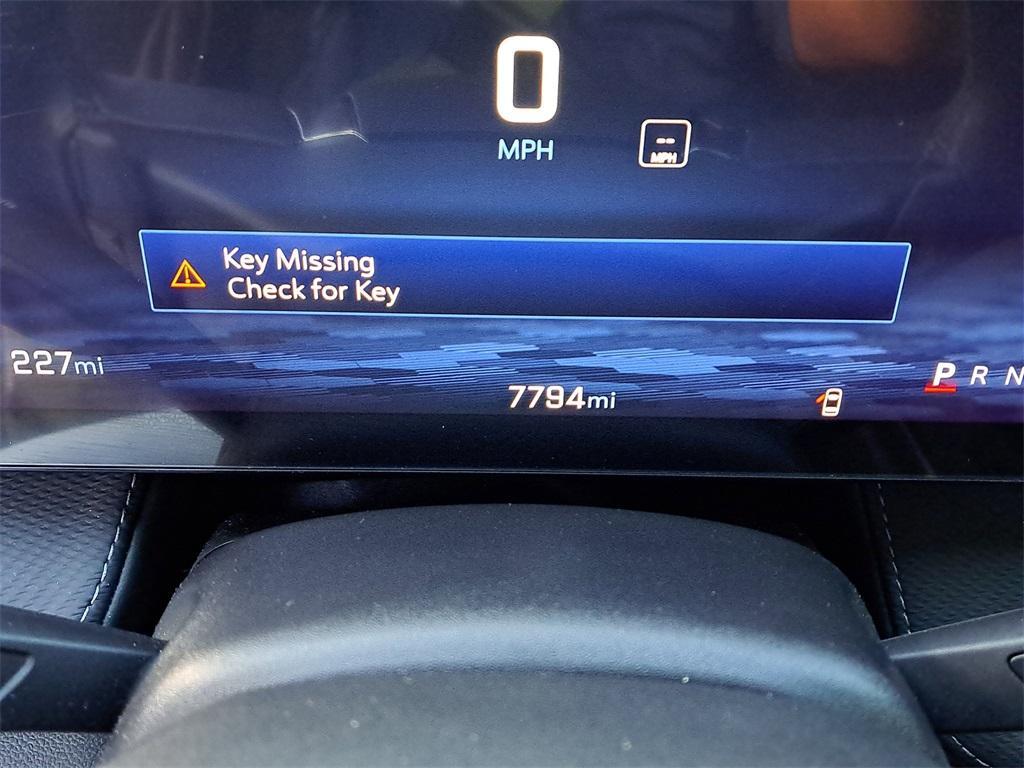 0
MPH
--
MPH
Key Missing
Check for Key
227mi
7794mi
P R N